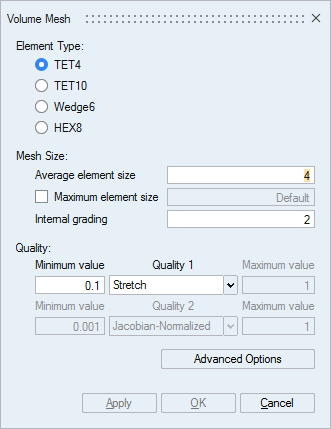 Volume Mesh
Element Type:
TET4
TET10
Wedge6
HEX8
Mesh Size:
Average element size 4
Maximum element size Default
Internal grading 2
Quality:
Minimum value Quality 1 Maximum value
0.1 Stretch 1
Minimum value Quality 2 Maximum value
0.001 Jacobian-Normalized 1
Advanced Options
Apply OK Cancel